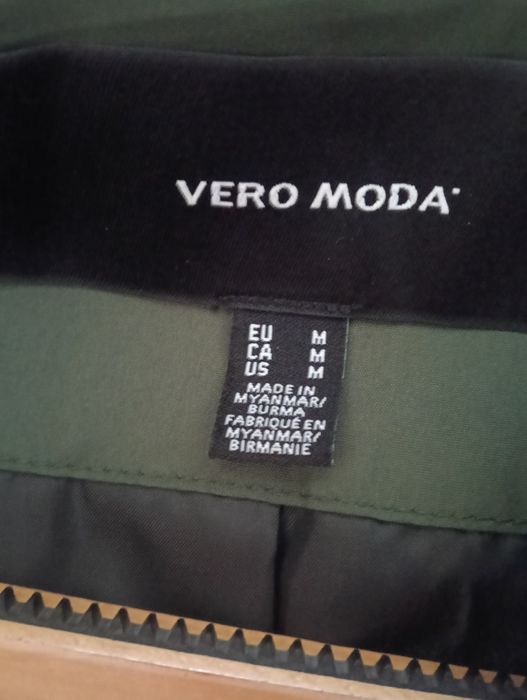 VERO MODA
EU M
CA M
US M
MADE IN
MYANMAR/
BURMA
FABRIQUÉ EN
MYANMAR/
BIRMANIE